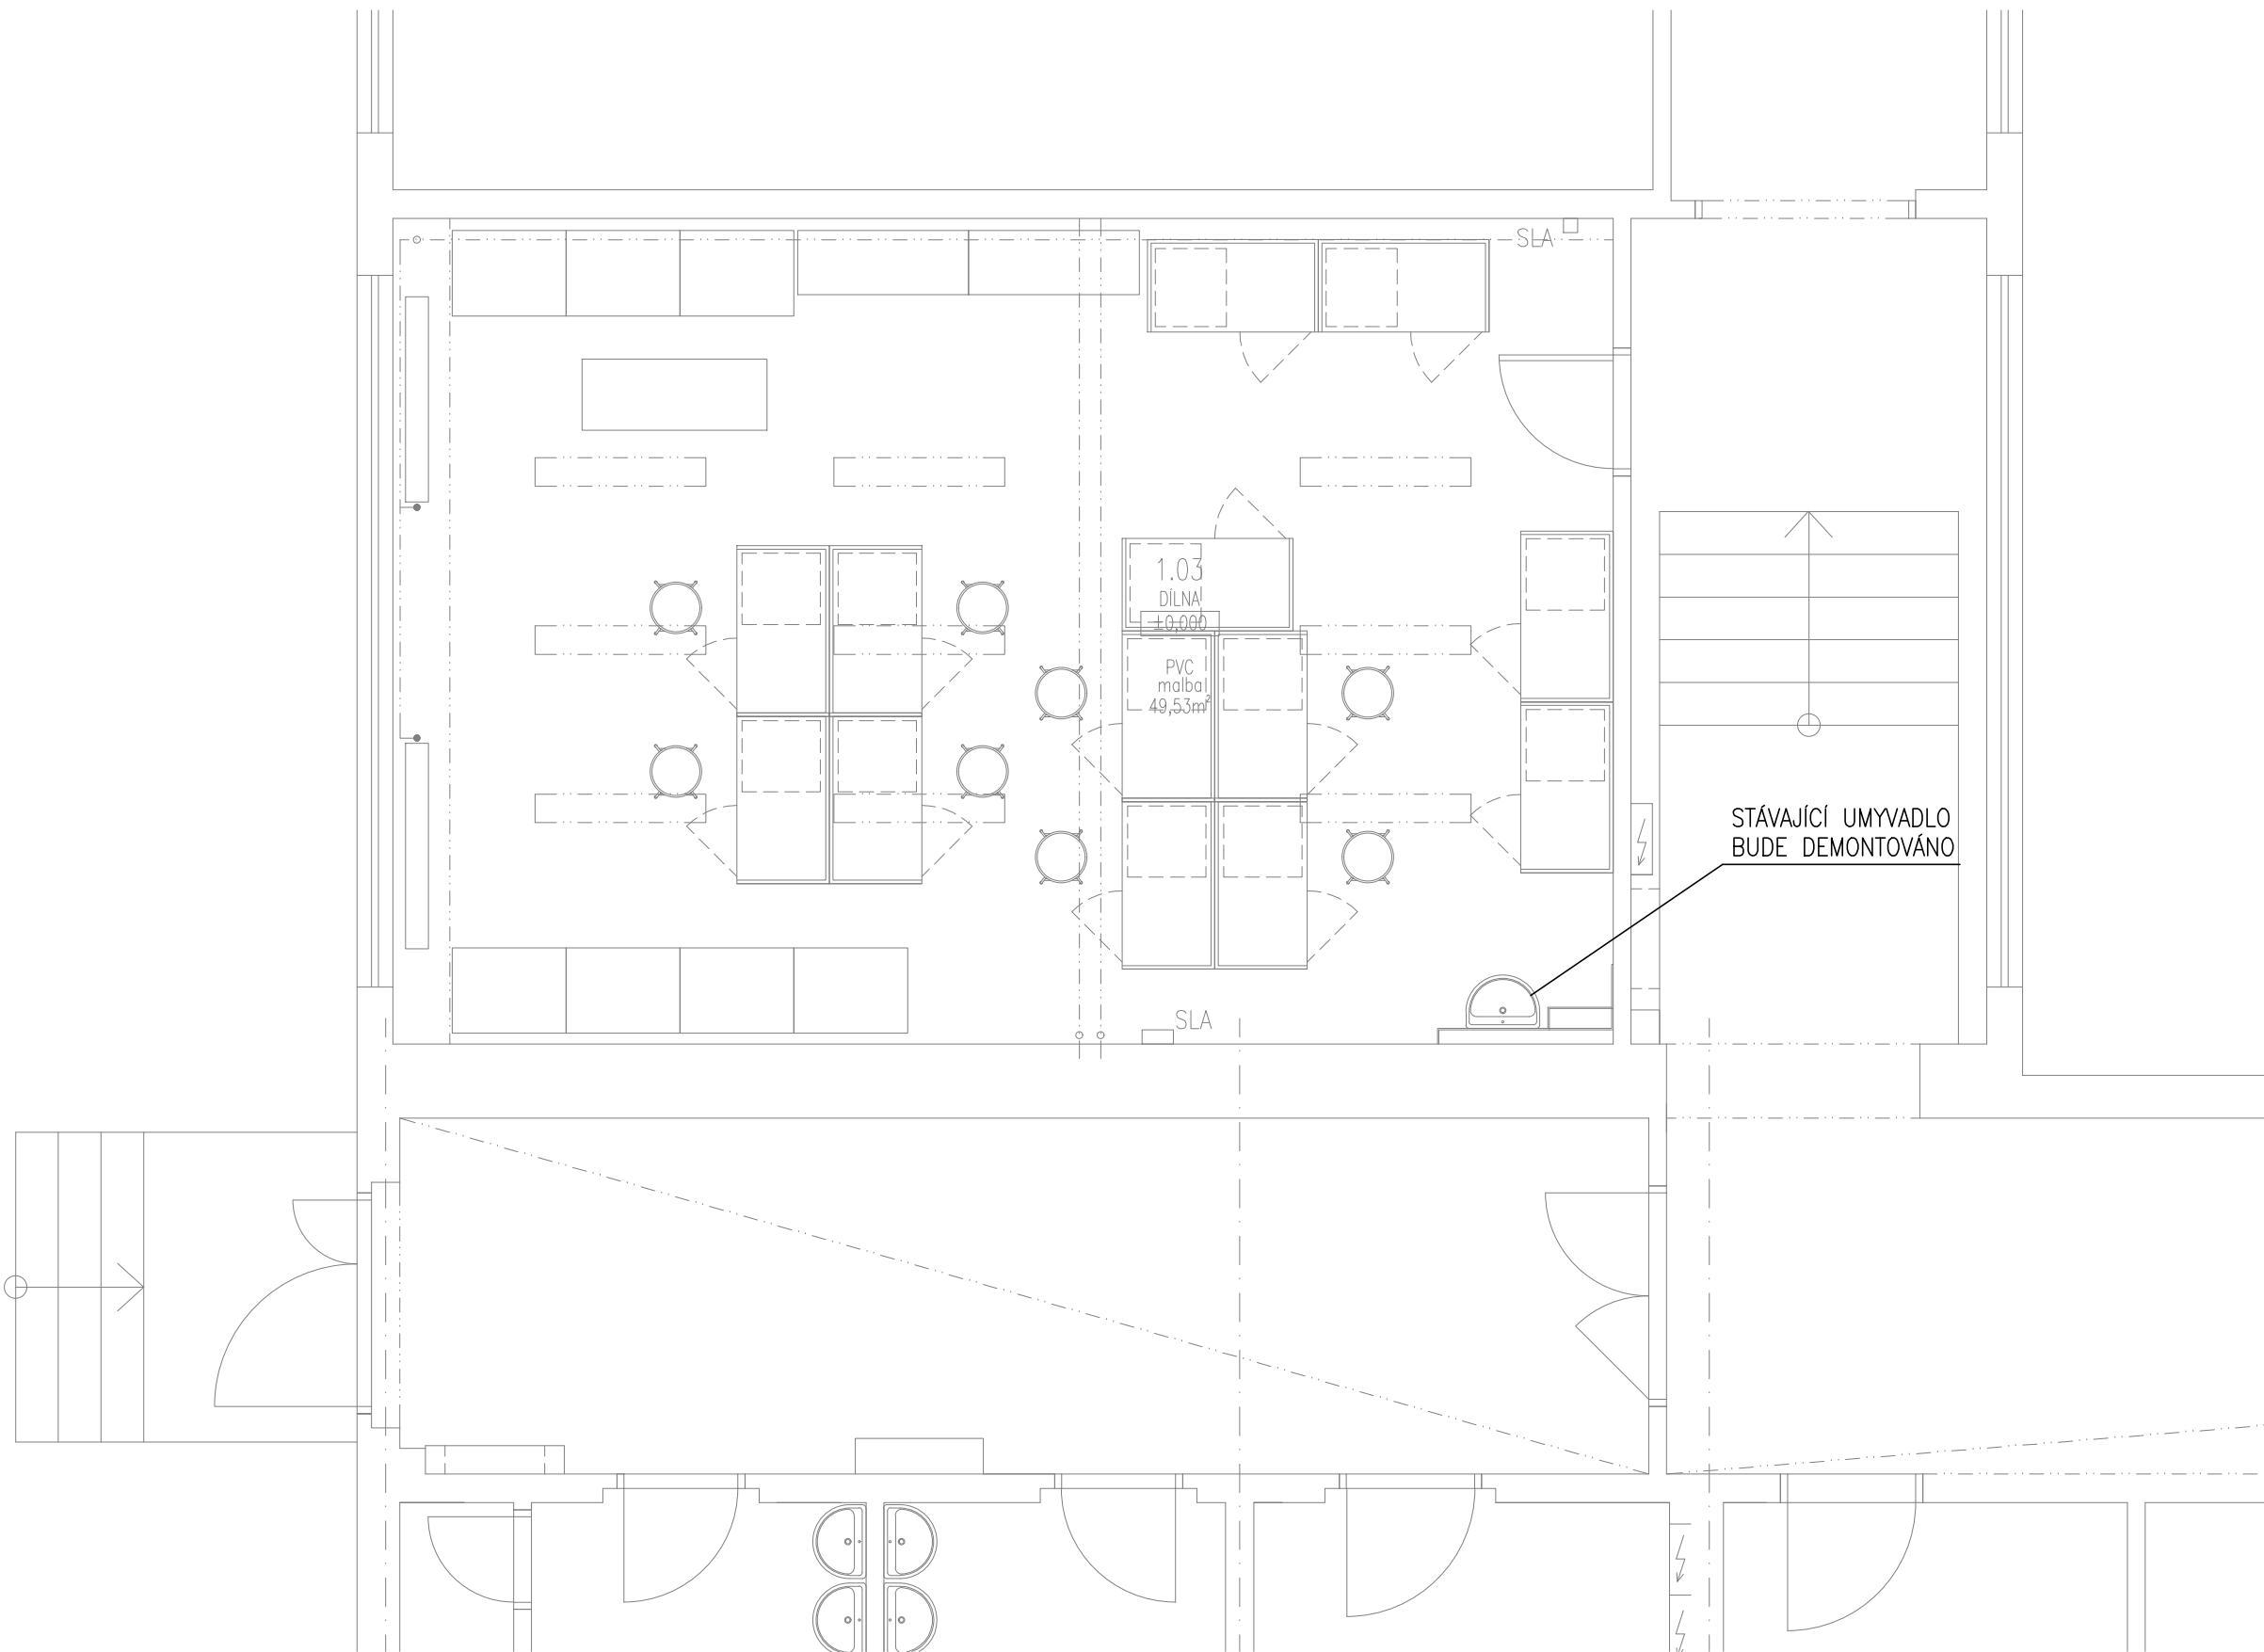 SLA
1.03
DÍLNA
±0,000
PVC
malba
49,53m²
STÁVAJÍCÍ UMYVADLO
BUDE DEMONTOVÁNO
SLA